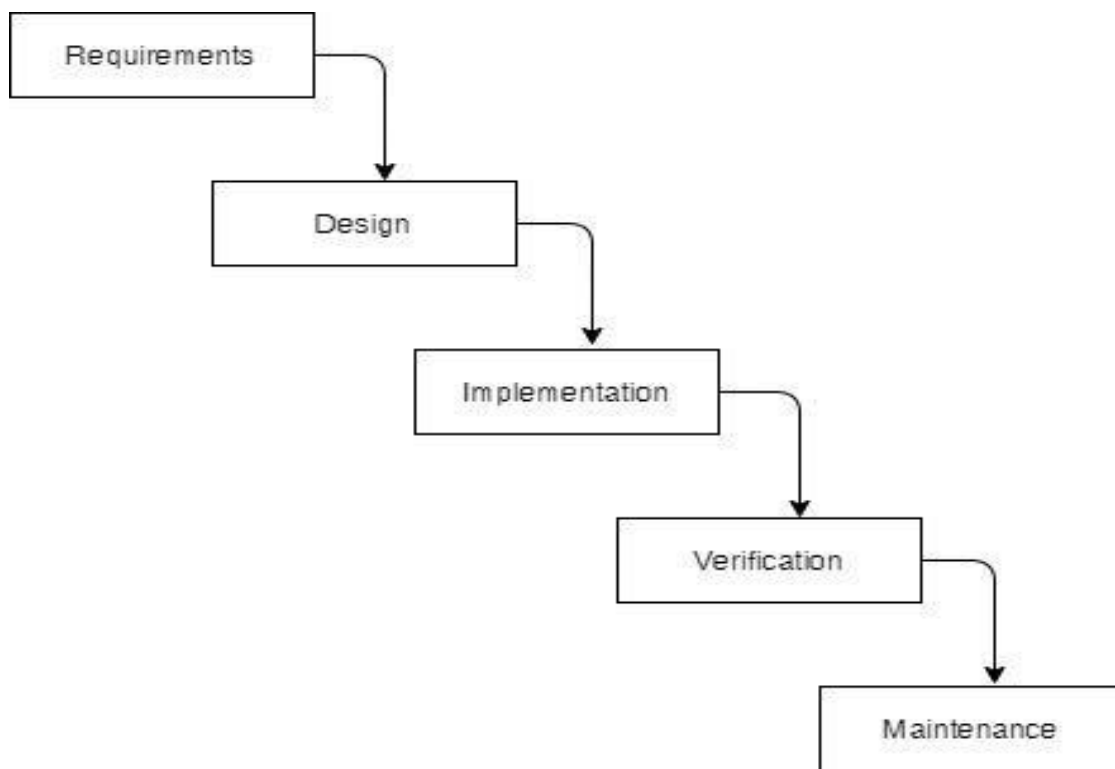 Requirements
Design
Implementation
Verification
Maintenance